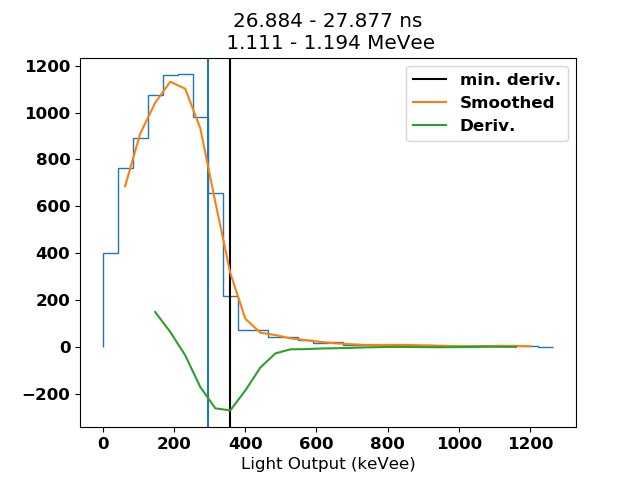 26.884 - 27.877 ns
1.111 - 1.194 MeVee
min. deriv.
Smoothed
Deriv.
1200
1000
800
600
400
200
0
−200
0 200 400 600 800 1000 1200
Light Output (keVee)